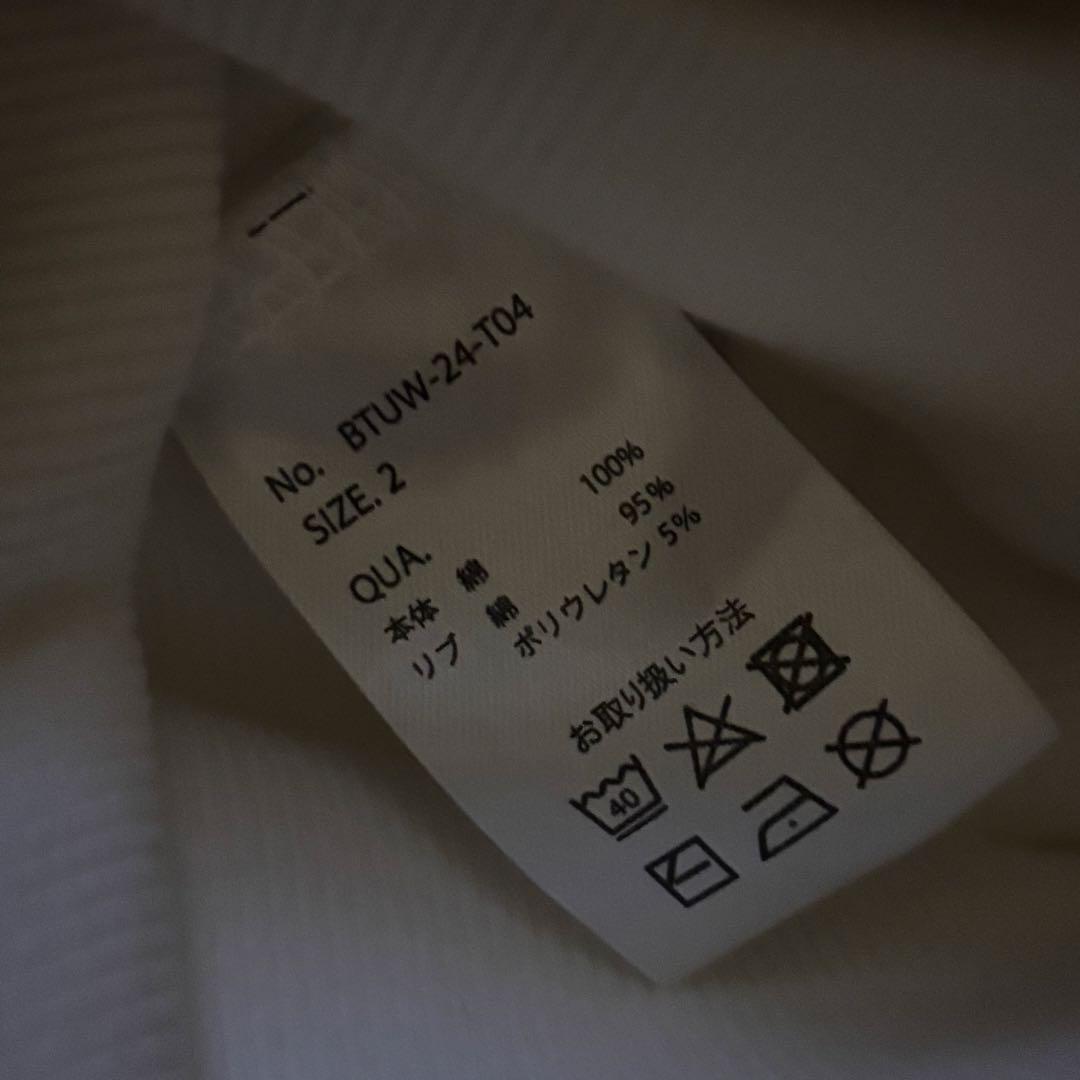 No. BTUW-24-T04
SIZE. 2
QUA.
本体 綿 100%
リブ 綿 95%
ポリウレタン 5%
お取り扱い方法
40